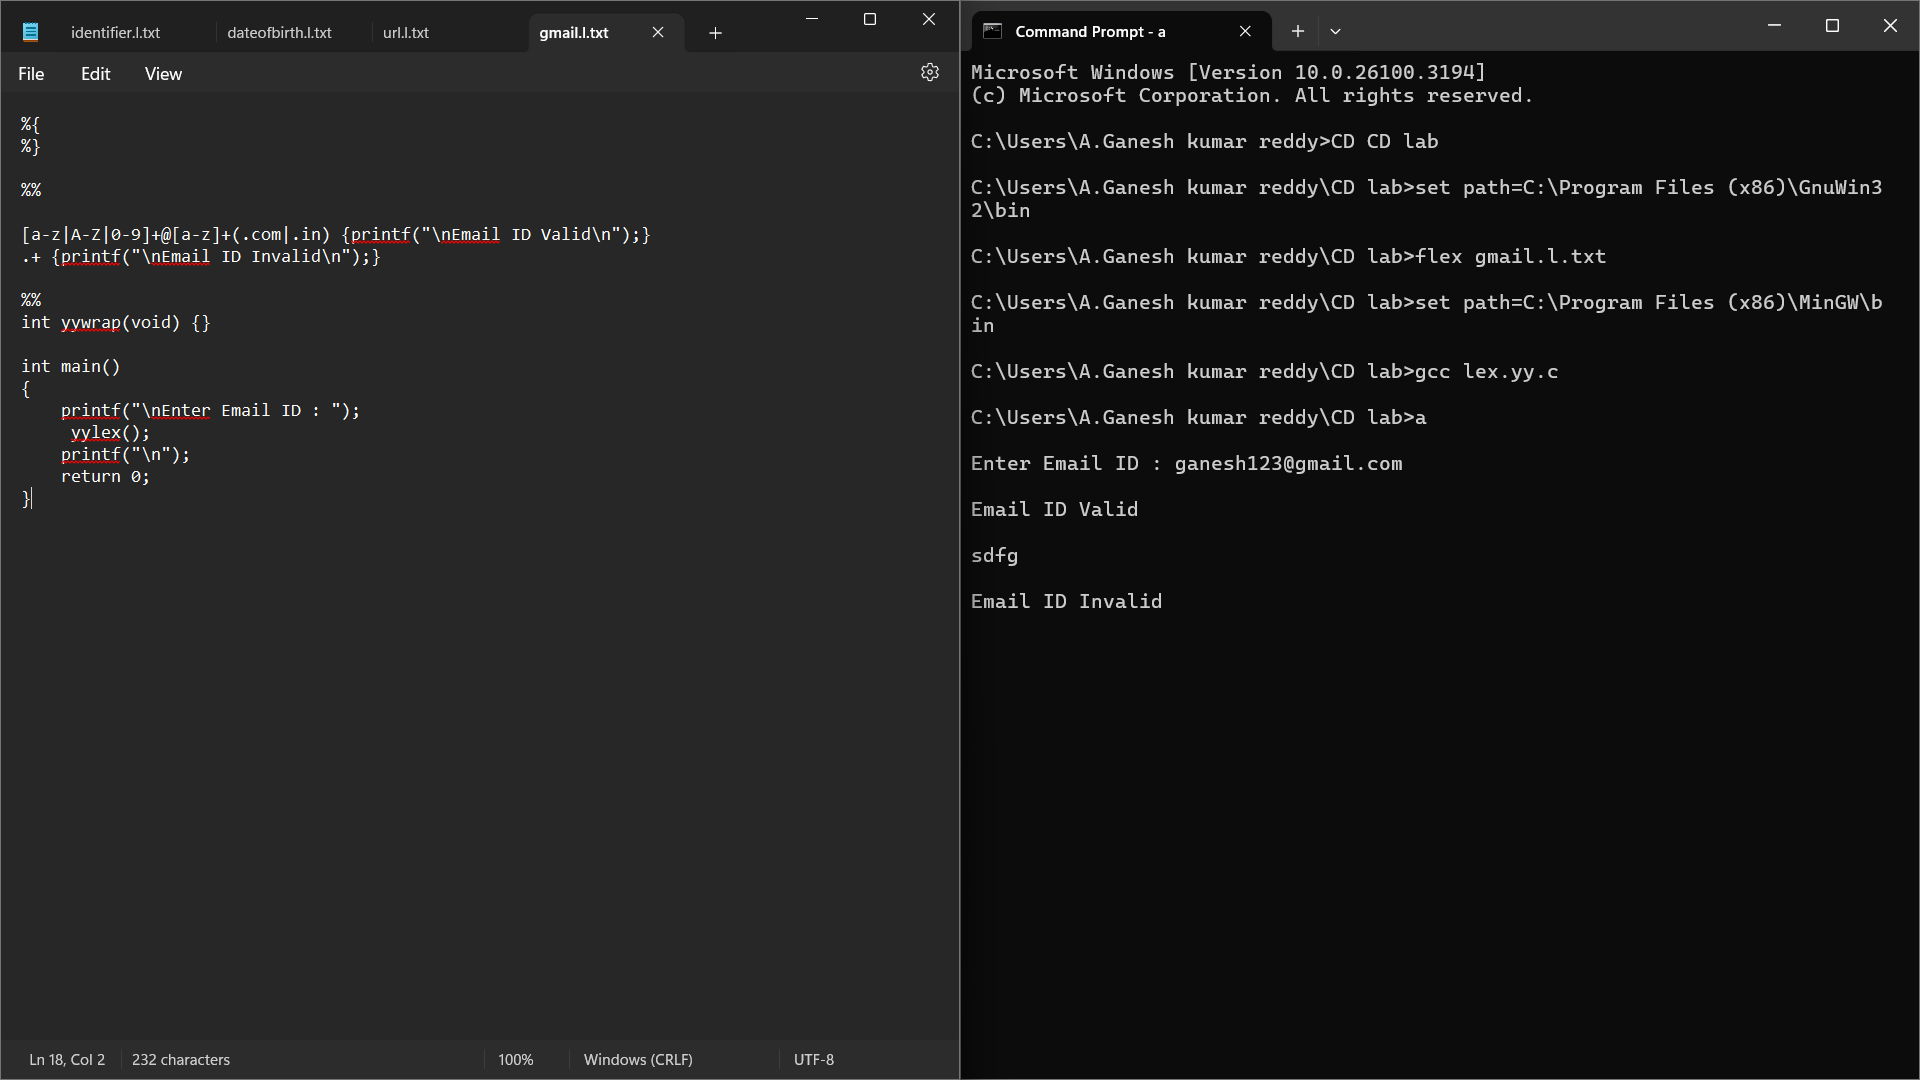 identifier.l.txt
dateofbirth.l.txt
url.l.txt
gmail.l.txt
File
Edit
View
%{
%}
%%
[a-z|A-Z|0-9]+@[a-z]+(.com|.in) {printf("\nEmail ID Valid\n");}
.+ {printf("\nEmail ID Invalid\n");}
%%
int yywrap(void) {}
int main()
{
    printf("\nEnter Email ID : ");
     yylex();
    printf("\n");
    return 0;
}
Ln 18, Col 2
232 characters
100%
Windows (CRLF)
UTF-8
Command Prompt - a
Microsoft Windows [Version 10.0.26100.3194]
(c) Microsoft Corporation. All rights reserved.
C:\Users\A.Ganesh kumar reddy>CD CD lab
C:\Users\A.Ganesh kumar reddy\CD lab>set path=C:\Program Files (x86)\GnuWin3
2\bin
C:\Users\A.Ganesh kumar reddy\CD lab>flex gmail.l.txt
C:\Users\A.Ganesh kumar reddy\CD lab>set path=C:\Program Files (x86)\MinGW\b
in
C:\Users\A.Ganesh kumar reddy\CD lab>gcc lex.yy.c
C:\Users\A.Ganesh kumar reddy\CD lab>a
Enter Email ID : ganesh123@gmail.com
Email ID Valid
sdfg
Email ID Invalid